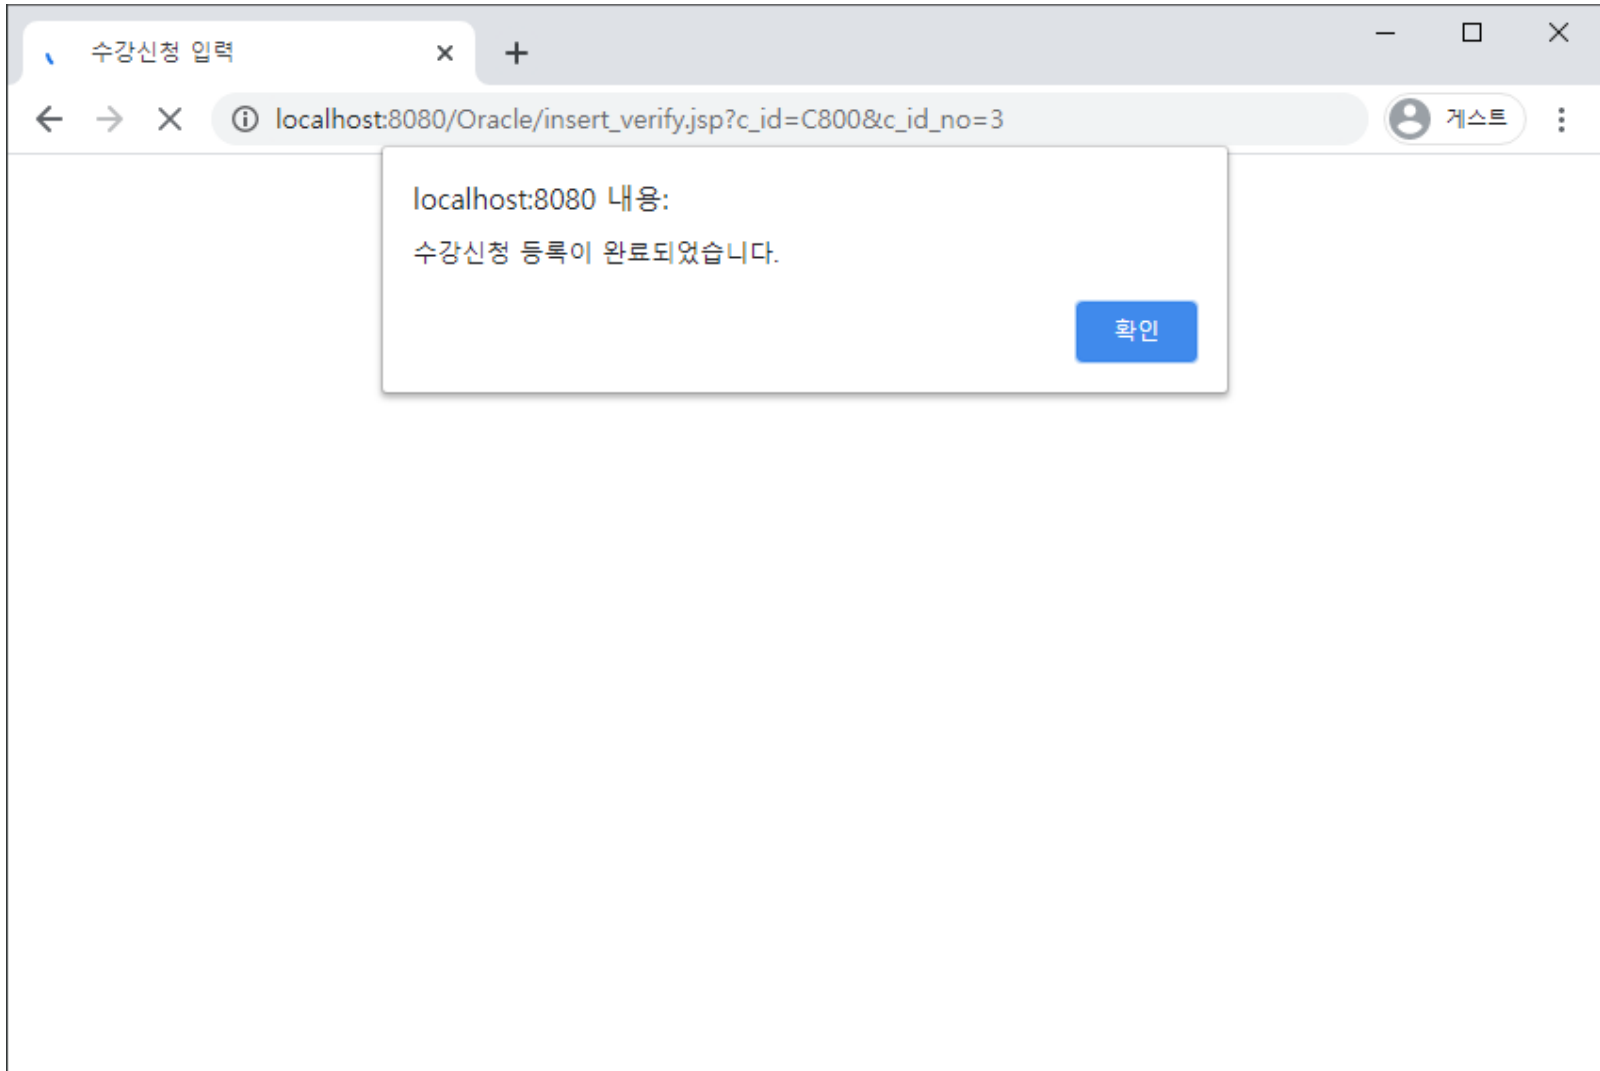 수강신청 입력
localhost:8080/Oracle/insert_verify.jsp?c_id=C800&c_id_no=3
게스트
localhost:8080 내용:
수강신청 등록이 완료되었습니다.
확인